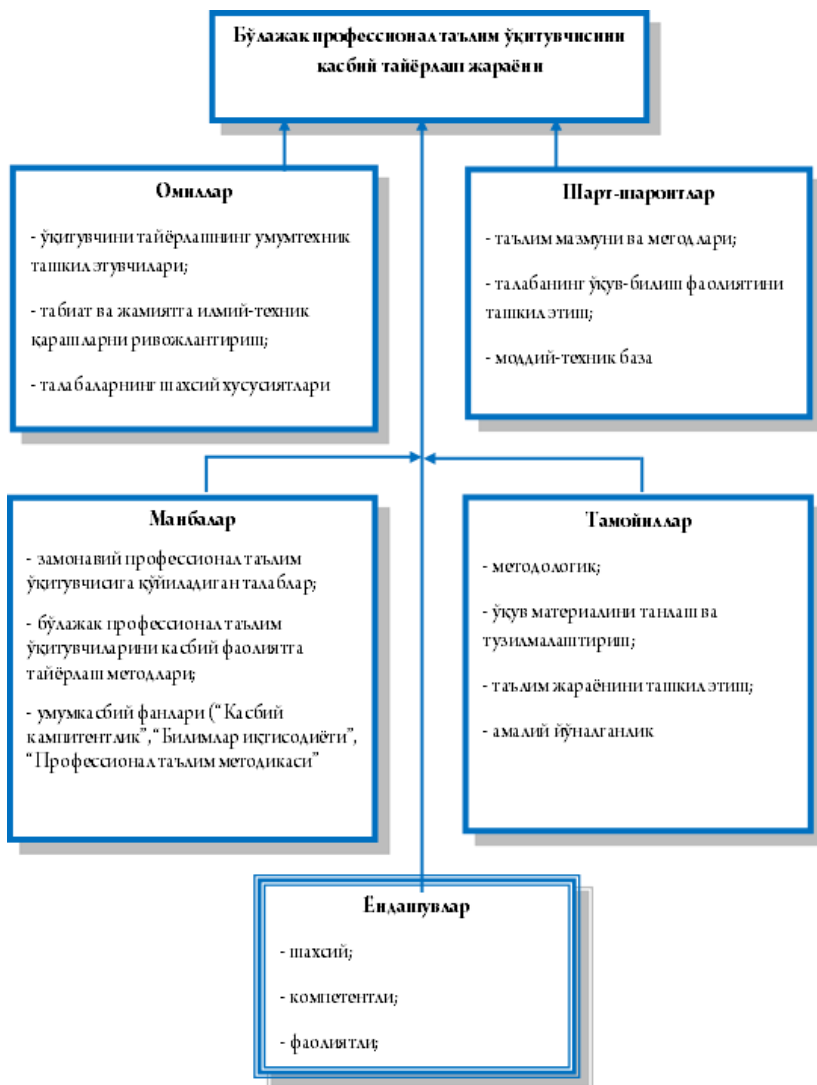 Бўлажак профессионал таълим ўқитувчисини
касбий тайёрлаш жараёни
Омиллар
- ўқитувчини тайёрлашнинг умумтехник
ташкил этувчилари;
- табиат ва жамиятга илмий-техник
қарашларни ривожлантириш;
- талабаларнинг шахсий хусусиятлари
Шарт-шароитлар
- таълим мазмуни ва методлари;
- талабанинг ўқув-билиш фаолиятини
ташкил этиш;
- моддий-техник база
Манбалар
- замонавий профессионал таълим
ўқитувчисига қўйиладиган талаблар;
- бўлажак профессионал таълим
ўқитувчиларини касбий фаолиятга
тайёрлаш методлари;
- умумкасбий фанлари (“Касбий
кампитентлик”, “Билимлар иқтисодиёти”,
“Профессионал таълим методикаси”
Тамойиллар
- методологик;
- ўқув материалини танлаш ва
тузилмалаштириш;
- таълим жараёнини ташкил этиш;
- амалий йўналганлик
Ёндашувлар
- шахсий;
- компетентли;
- фаолиятли;